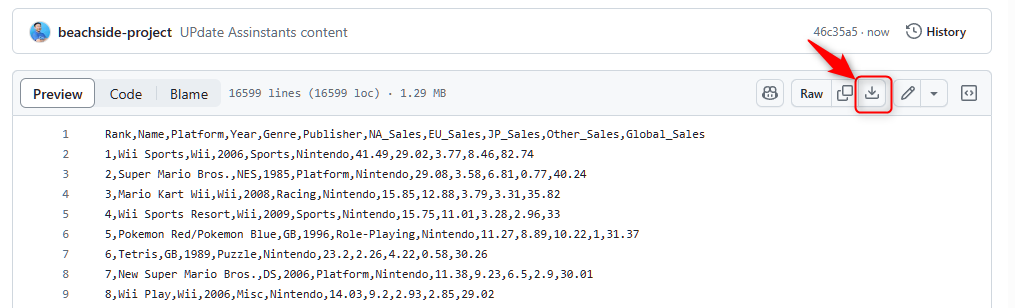 beachside-project UPdate Assinstants content 46c35a5 · now History
Preview Code Blame 16599 lines (16599 loc) · 1.29 MB Raw
1 Rank,Name,Platform,Year,Genre,Publisher,NA_Sales,EU_Sales,JP_Sales,Other_Sales,Global_Sales
2 1,Wii Sports,Wii,2006,Sports,Nintendo,41.49,29.02,3.77,8.46,82.74
3 2,Super Mario Bros.,NES,1985,Platform,Nintendo,29.08,3.58,6.81,0.77,40.24
4 3,Mario Kart Wii,Wii,2008,Racing,Nintendo,15.85,12.88,3.79,3.31,35.82
5 4,Wii Sports Resort,Wii,2009,Sports,Nintendo,15.75,11.01,3.28,2.96,33
6 5,Pokemon Red/Pokemon Blue,GB,1996,Role-Playing,Nintendo,11.27,8.89,10.22,1,31.37
7 6,Tetris,GB,1989,Puzzle,Nintendo,23.2,2.26,4.22,0.58,30.26
8 7,New Super Mario Bros.,DS,2006,Platform,Nintendo,11.38,9.23,6.5,2.9,30.01
9 8,Wii Play,Wii,2006,Misc,Nintendo,14.03,9.2,2.93,2.85,29.02